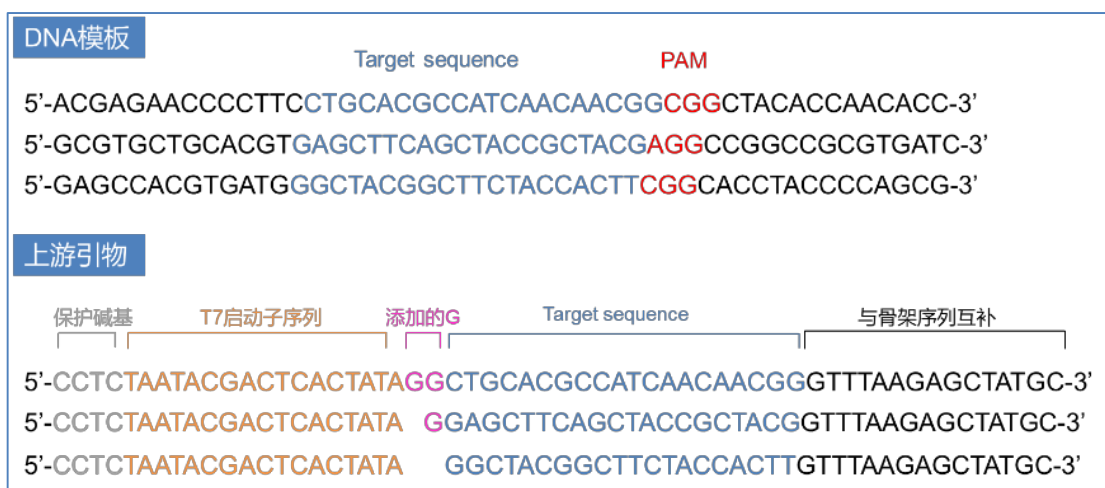 DNA模板
Target sequence PAM
5'-ACGAGAACCCCTTCCTGCACGCCATCAACAACGGCGGCTACACCAACACC-3'
5'-GCGTGCTGCACGTGAGCTTCAGCTACCGCTACGAGGCCGGCCGCGTGATC-3'
5'-GAGCCACGTGATGGGCTACGGCTTCTACCACTTCGGCACCTACCCCAGCG-3'
上游引物
保护碱基 T7启动子序列 添加的G Target sequence 与骨架序列互补
5'-CCTCTAATACGACTCACTATAGGCTGCACGCCATCAACAACGGGTTTAAGAGCTATGC-3'
5'-CCTCTAATACGACTCACTATA GGAGCTTCAGCTACCGCTACGGTTTAAGAGCTATGC-3'
5'-CCTCTAATACGACTCACTATA GGCTACGGCTTCTACCACTTGTTTAAGAGCTATGC-3'